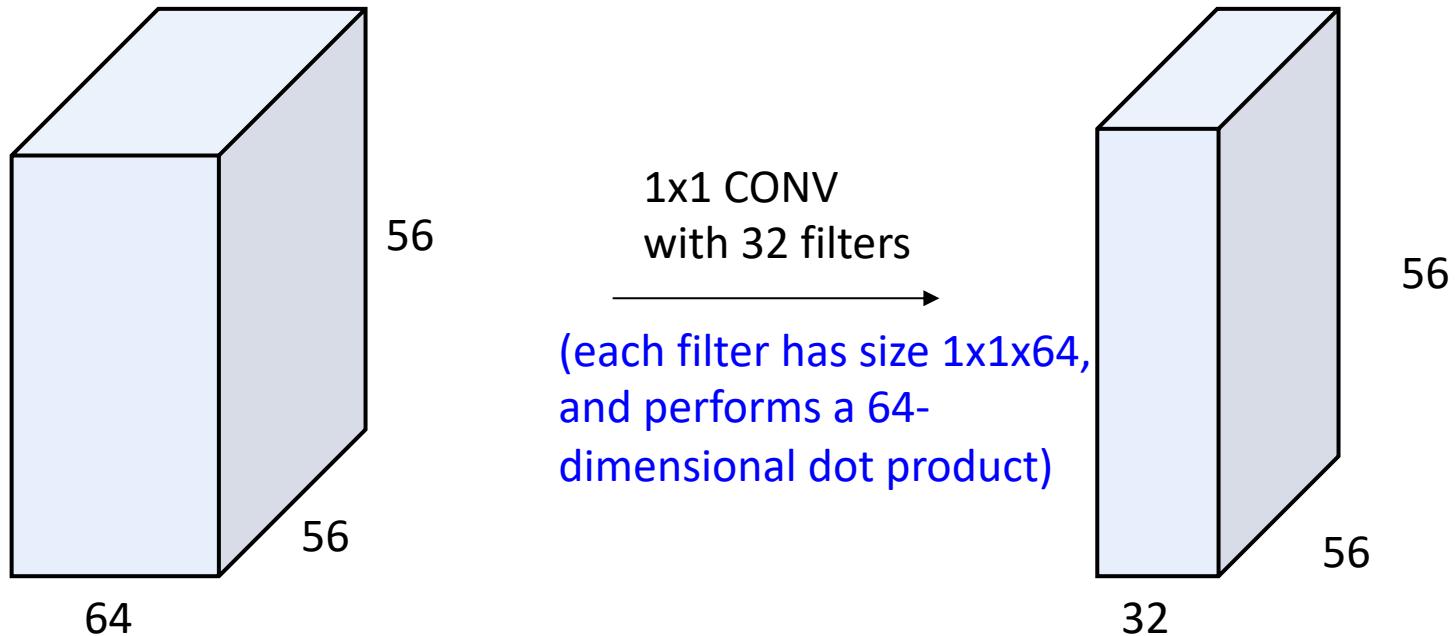 56
56
64
1x1 CONV
with 32 filters
(each filter has size 1x1x64,
and performs a 64-
dimensional dot product)
56
56
32